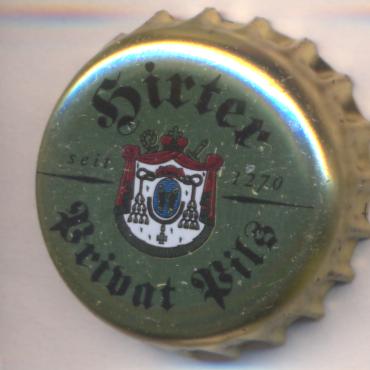 Hirter
seit 1270
Privat Pils